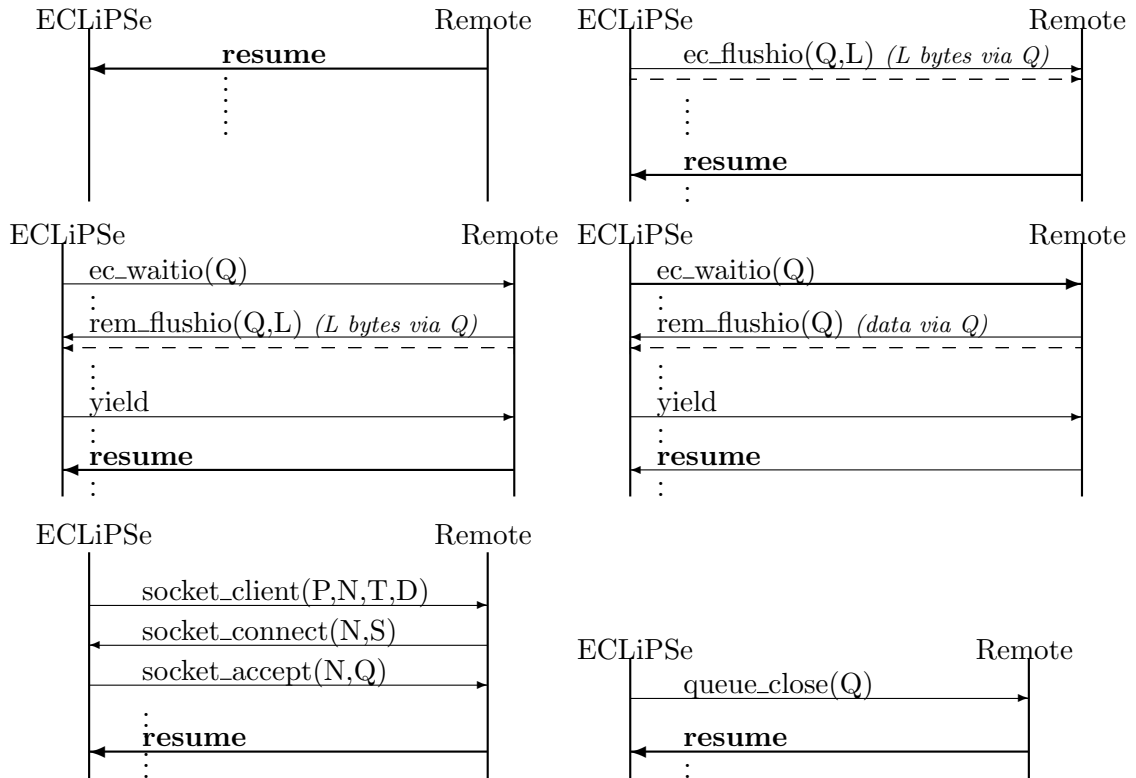 ECLiPSe Remote
resume
ECLiPSe Remote
ec_flushio(Q,L) (L bytes via Q)
resume
ECLiPSe Remote
ec_waitio(Q)
rem_flushio(Q,L) (L bytes via Q)
yield
resume
ECLiPSe Remote
ec_waitio(Q)
rem_flushio(Q) (data via Q)
yield
resume
ECLiPSe Remote
socket_client(P,N,T,D)
socket_connect(N,S)
socket_accept(N,Q)
resume
ECLiPSe Remote
queue_close(Q)
resume